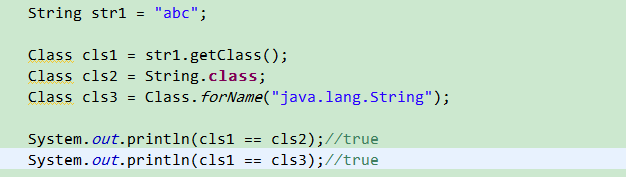 String str1 = "abc";
Class cls1 = str1.getClass();
Class cls2 = String.class;
Class cls3 = Class.forName("java.lang.String");
System.out.println(cls1 == cls2);//true
System.out.println(cls1 == cls3);//true